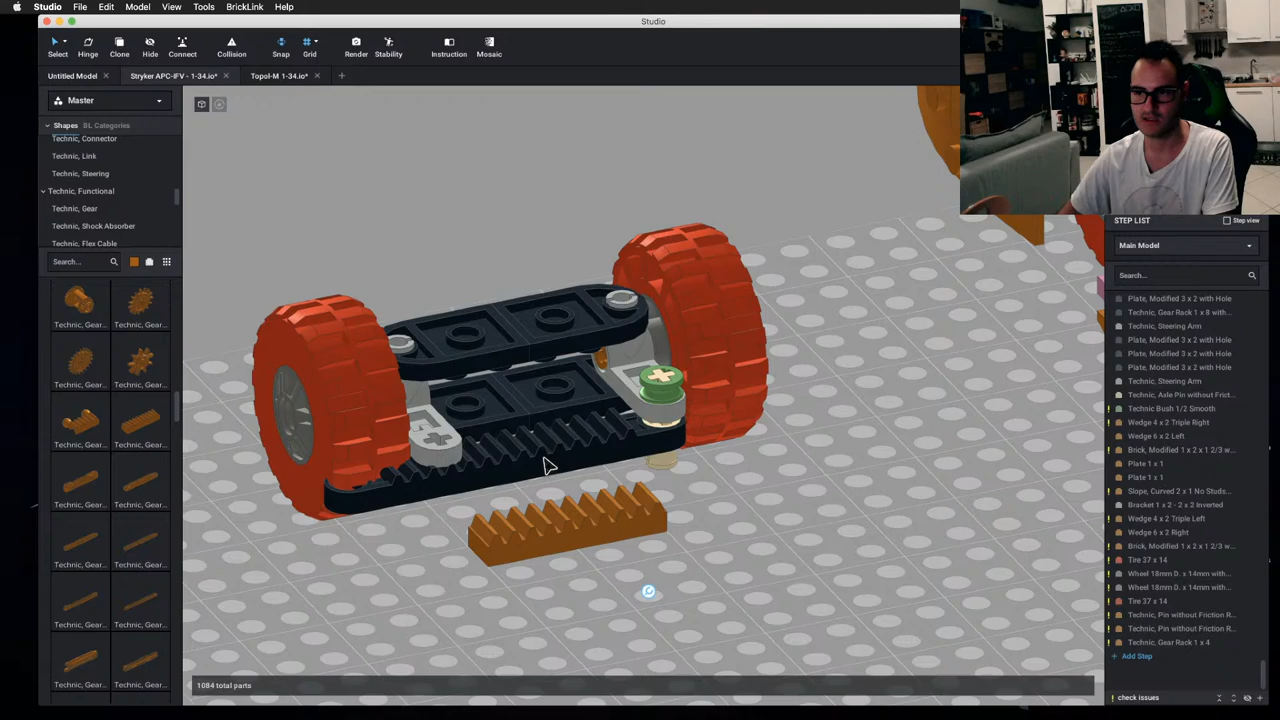 Studio File Edit Model View Tools BrickLink Help
Studio
Select Hinge Clone Hide Connect Collision Snap Grid Render Stability Instruction Mosaic
Untitled Model Stryker APC-IFV - 1-34.io* Topol-M 1-34.io*
Master
Shapes BL Categories
Technic, Connector
Technic, Link
Technic, Steering
Technic, Functional
Technic, Gear
Technic, Shock Absorber
Technic, Flex Cable
Search...
Technic, Gear... Technic, Gear...
Technic, Gear... Technic, Gear...
Technic, Gear... Technic, Gear...
Technic, Gear... Technic, Gear...
Technic, Gear... Technic, Gear...
Technic, Gear... Technic, Gear...
Technic, Gear... Technic, Gear...
1084 total parts
STEP LIST Step view
Main Model
Search...
Plate, Modified 3 x 2 with Hole
Technic, Gear Rack 1 x 8 with...
Technic, Steering Arm
Plate, Modified 3 x 2 with Hole
Plate, Modified 3 x 2 with Hole
Plate, Modified 3 x 2 with Hole
Technic, Steering Arm
Technic, Axle Pin without Frict...
Technic Bush 1/2 Smooth
Wedge 4 x 2 Triple Right
Wedge 6 x 2 Left
Brick, Modified 1 x 2 x 1 2/3 w...
Plate 1 x 1
Plate 1 x 1
Slope, Curved 2 x 1 No Studs...
Bracket 1 x 2 - 2 x 2 Inverted
Wedge 4 x 2 Triple Left
Wedge 6 x 2 Right
Brick, Modified 1 x 2 x 1 2/3 w...
Tire 37 x 14
Wheel 18mm D. x 14mm with...
Wheel 18mm D. x 14mm with...
Tire 37 x 14
Technic, Pin without Friction R...
Technic, Pin without Friction R...
Technic, Gear Rack 1 x 4
+ Add Step
check issues